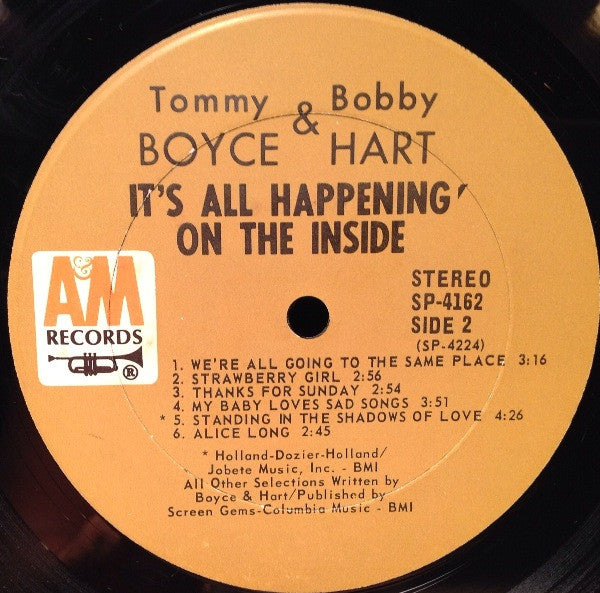 Tommy & Bobby
BOYCE HART
IT'S ALL HAPPENING'
ON THE INSIDE
A&M
RECORDS
®
STEREO
SP-4162
SIDE 2
(SP-4224)
1. WE'RE ALL GOING TO THE SAME PLACE 3:16
2. STRAWBERRY GIRL 2:56
3. THANKS FOR SUNDAY 2:54
4. MY BABY LOVES SAD SONGS 3:51
* 5. STANDING IN THE SHADOWS OF LOVE 4:26
6. ALICE LONG 2:45
* Holland-Dozier-Holland/
Jobete Music, Inc. - BMI
All Other Selections Written by
Boyce & Hart/Published by
Screen Gems-Columbia Music - BMI